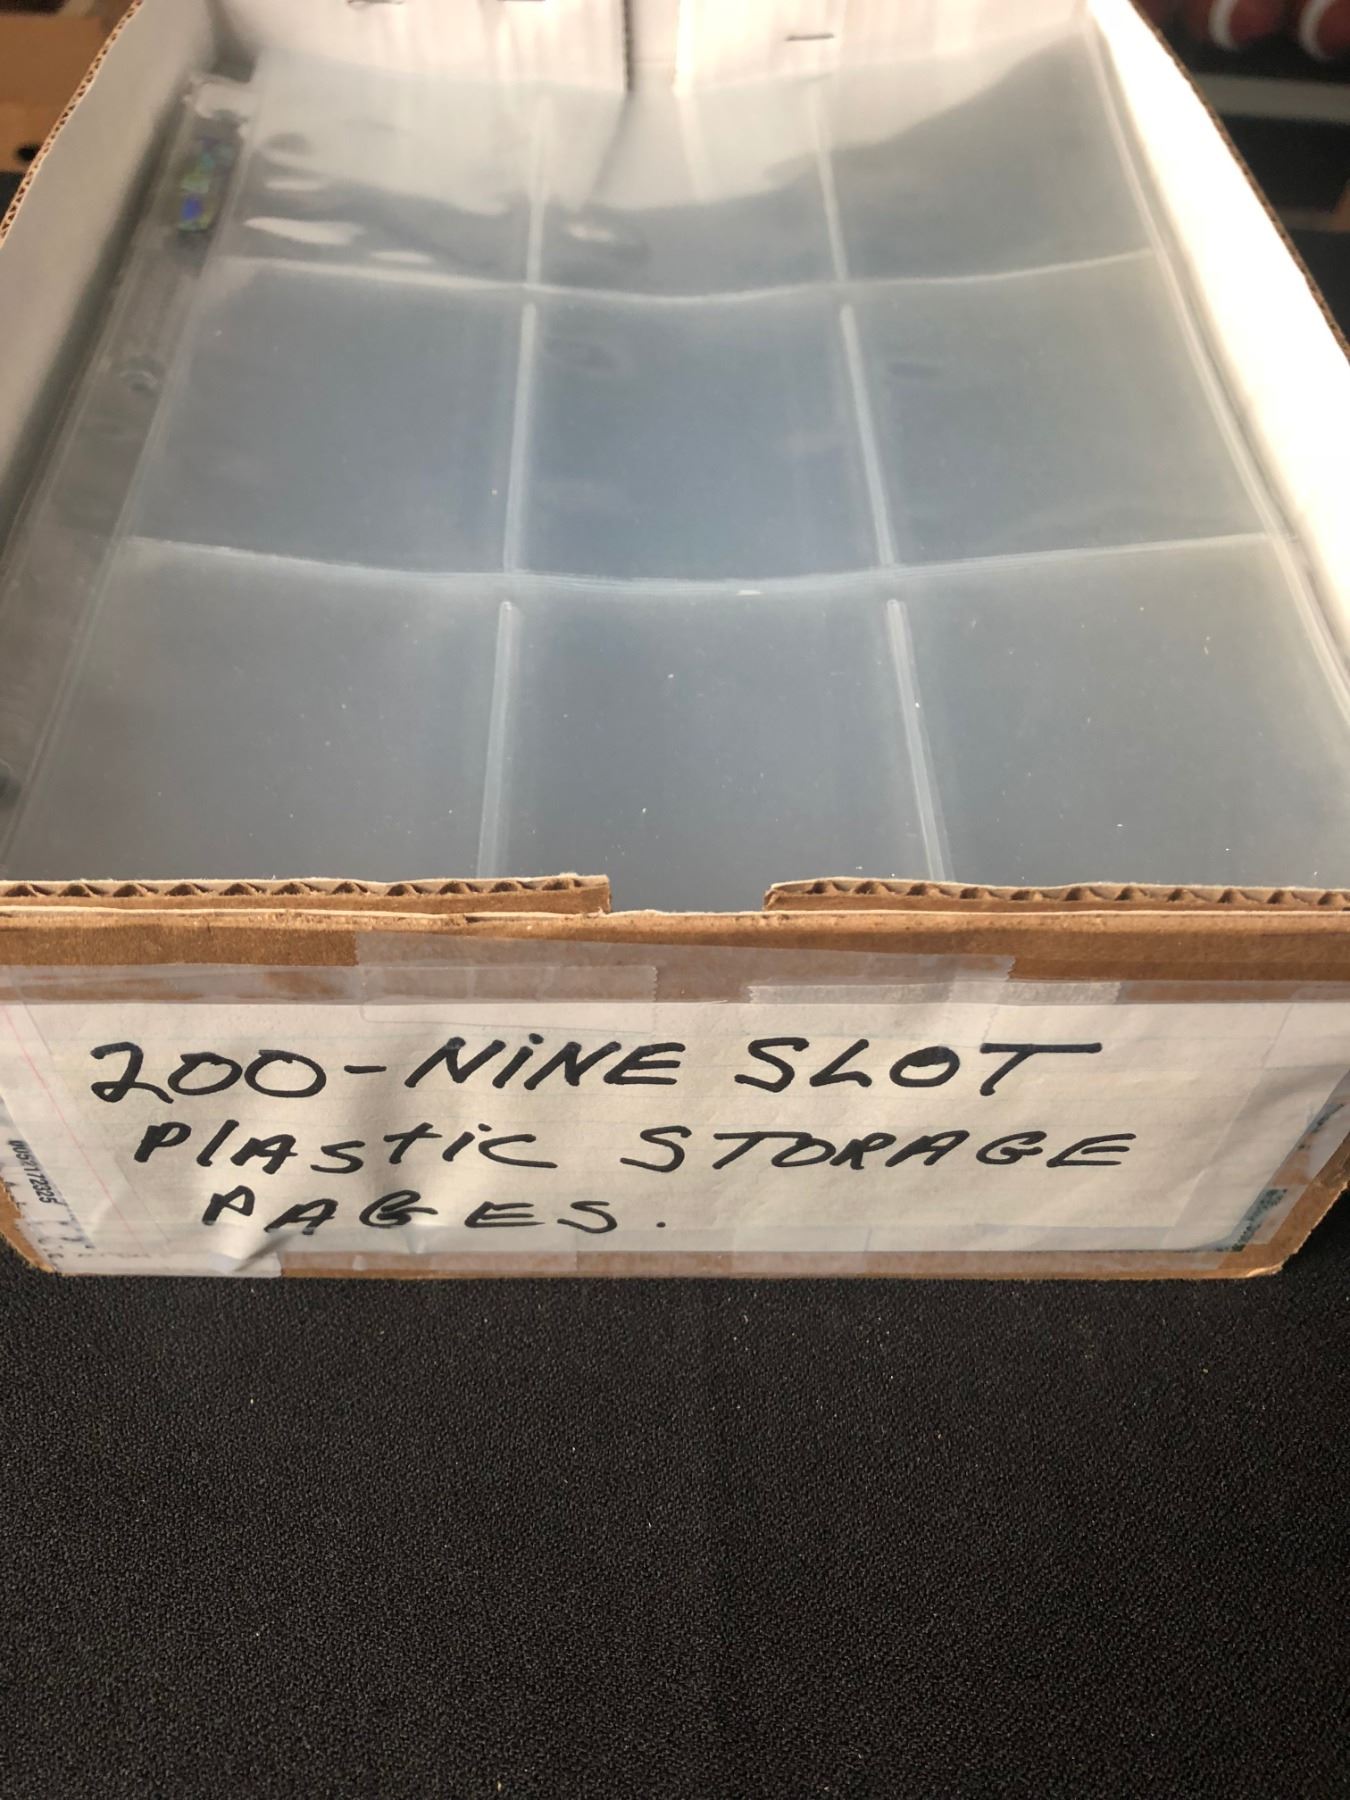 200-NiNE SLOT
PlAstic STORAGE
PAGES.